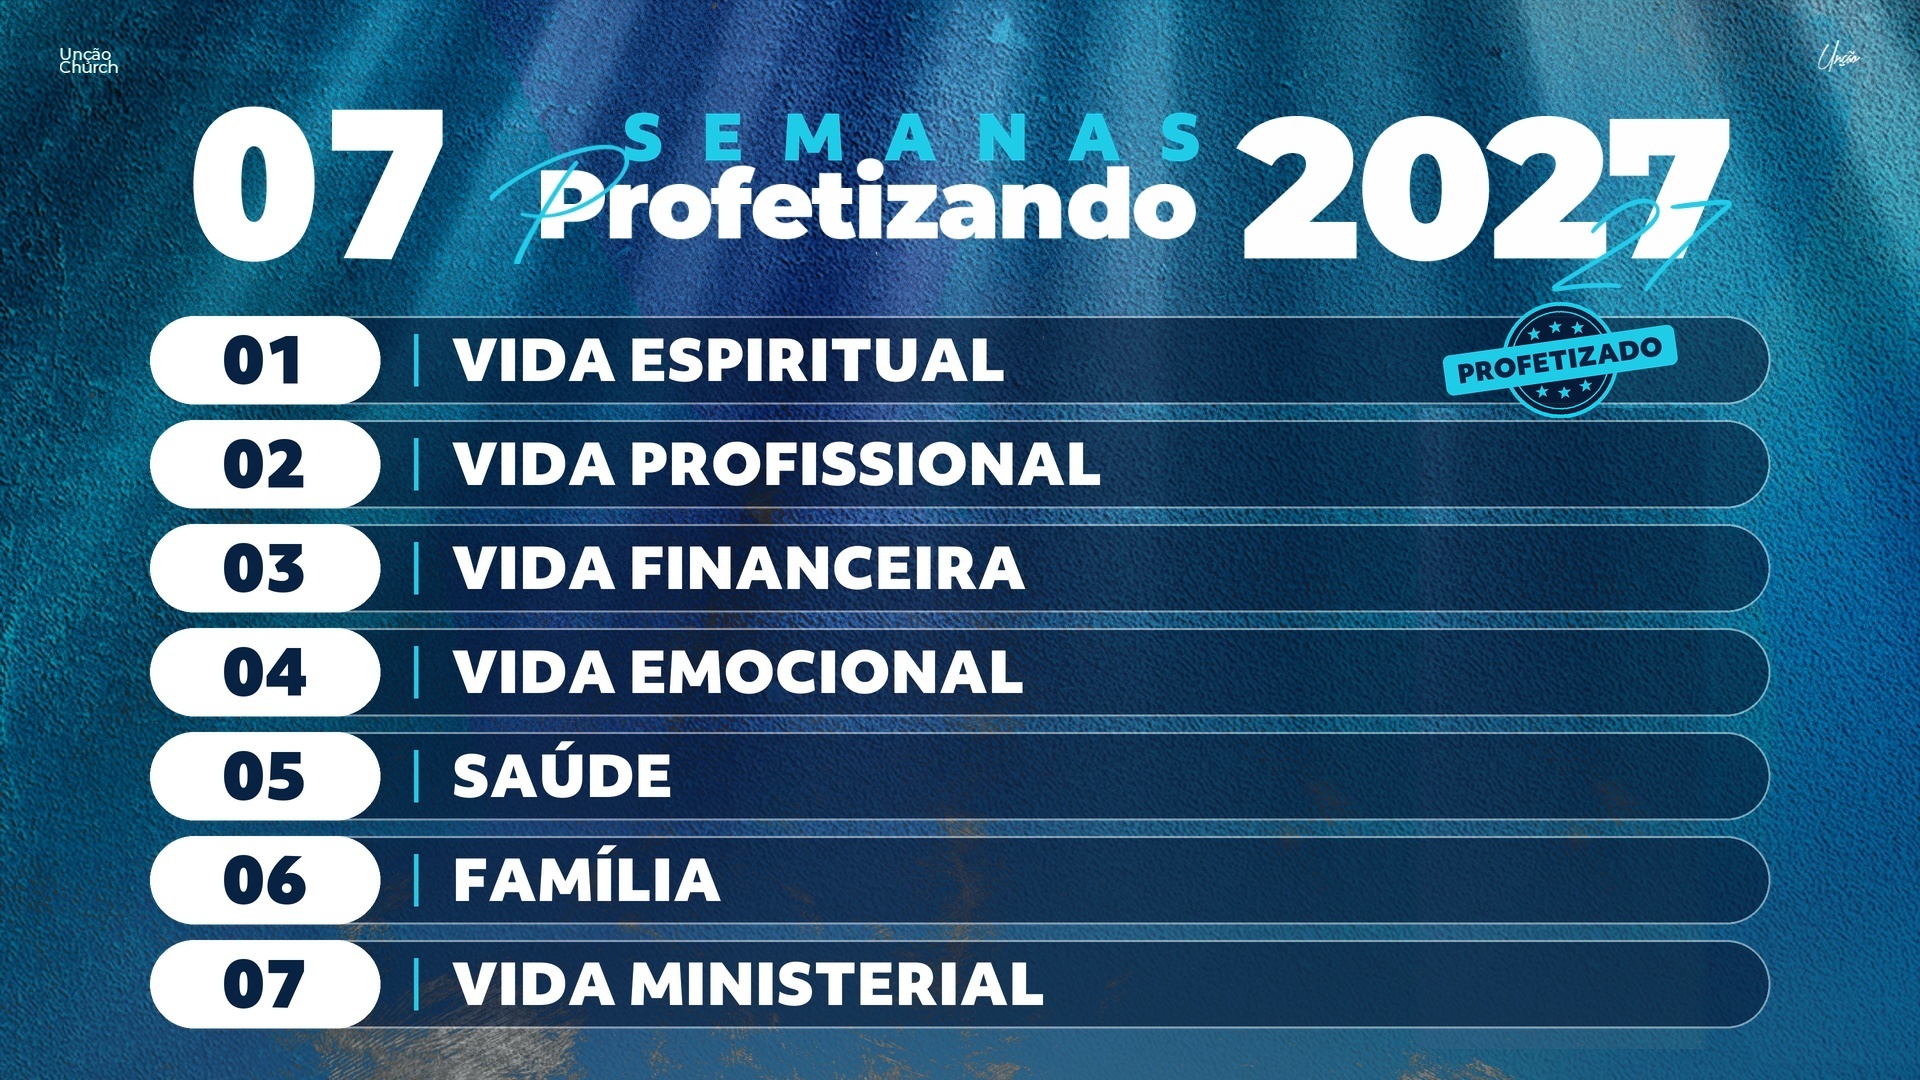 Unção
Church
Unção
07 SEMANAS
Profetizando 2027
P
27
01 VIDA ESPIRITUAL
PROFETIZADO
02 VIDA PROFISSIONAL
03 VIDA FINANCEIRA
04 VIDA EMOCIONAL
05 SAÚDE
06 FAMÍLIA
07 VIDA MINISTERIAL